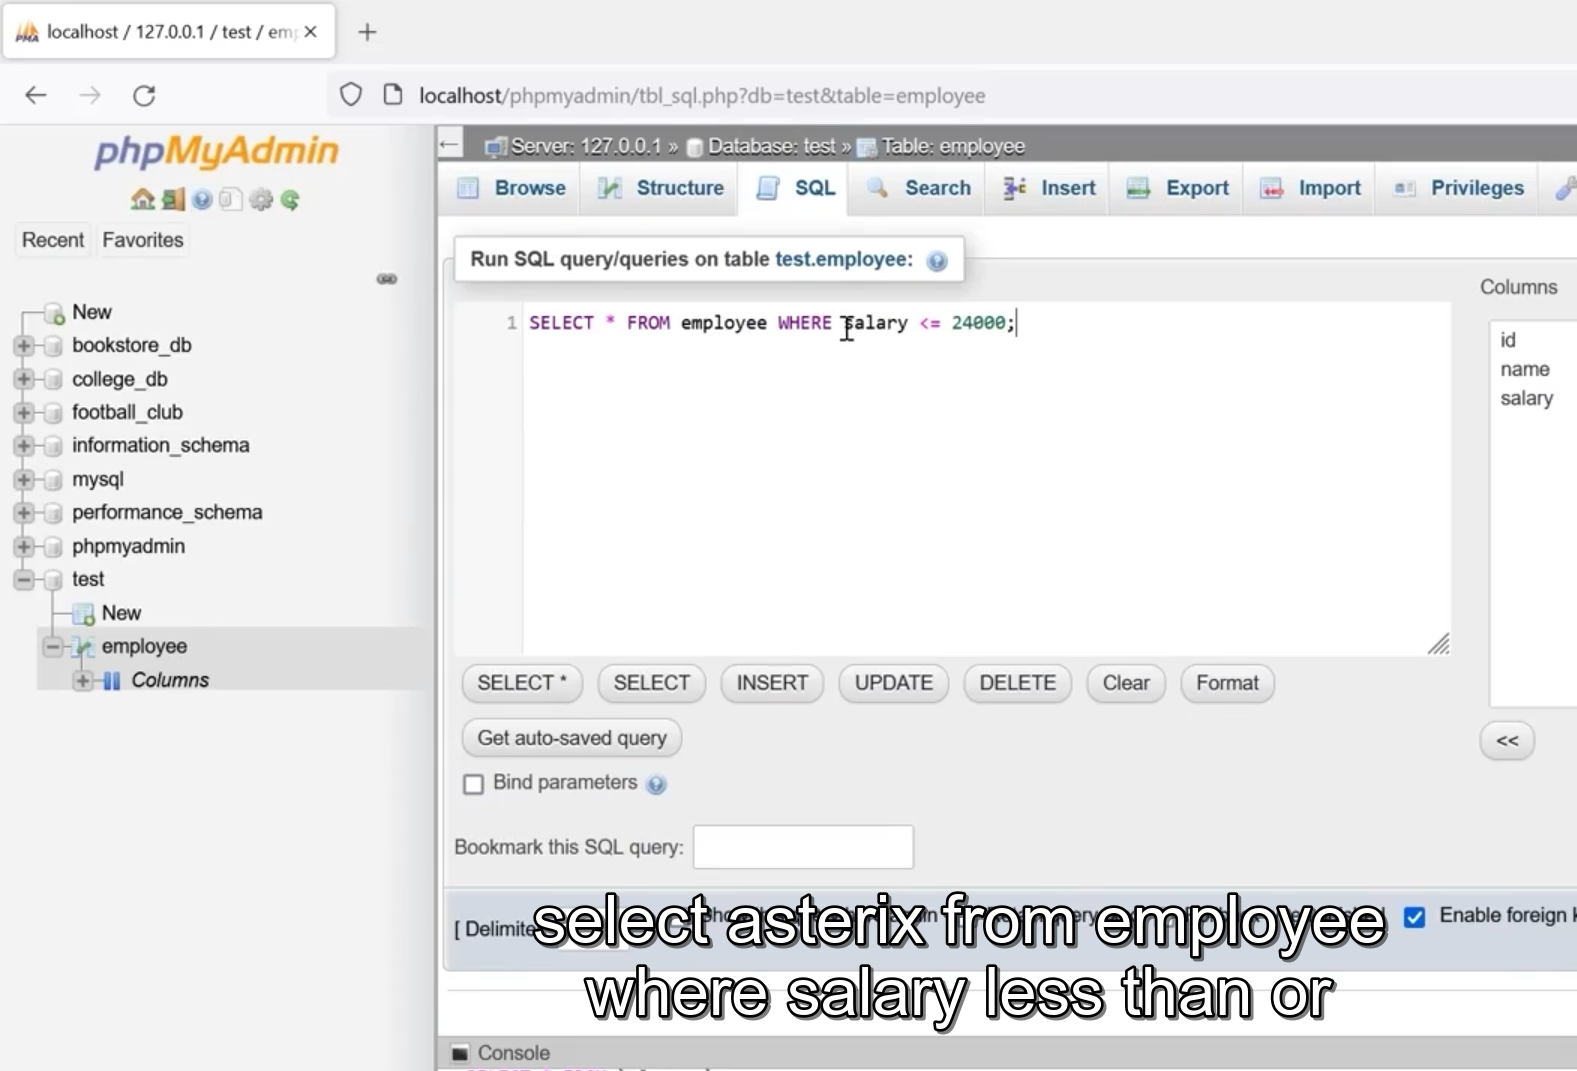 localhost / 127.0.0.1 / test / em
localhost/phpmyadmin/tbl_sql.php?db=test&table=employee
phpMyAdmin
Recent Favorites
New
bookstore_db
college_db
football_club
information_schema
mysql
performance_schema
phpmyadmin
test
New
employee
Columns
Server: 127.0.0.1 » Database: test » Table: employee
Browse Structure SQL Search Insert Export Import Privileges
Run SQL query/queries on table test.employee:
1 SELECT * FROM employee WHERE salary <= 24000;
Columns
id
name
salary
SELECT * SELECT INSERT UPDATE DELETE Clear Format
Get auto-saved query
<<
Bind parameters
Bookmark this SQL query:
[ Delimite
Enable foreign k
select asterix from employee
where salary less than or
Console